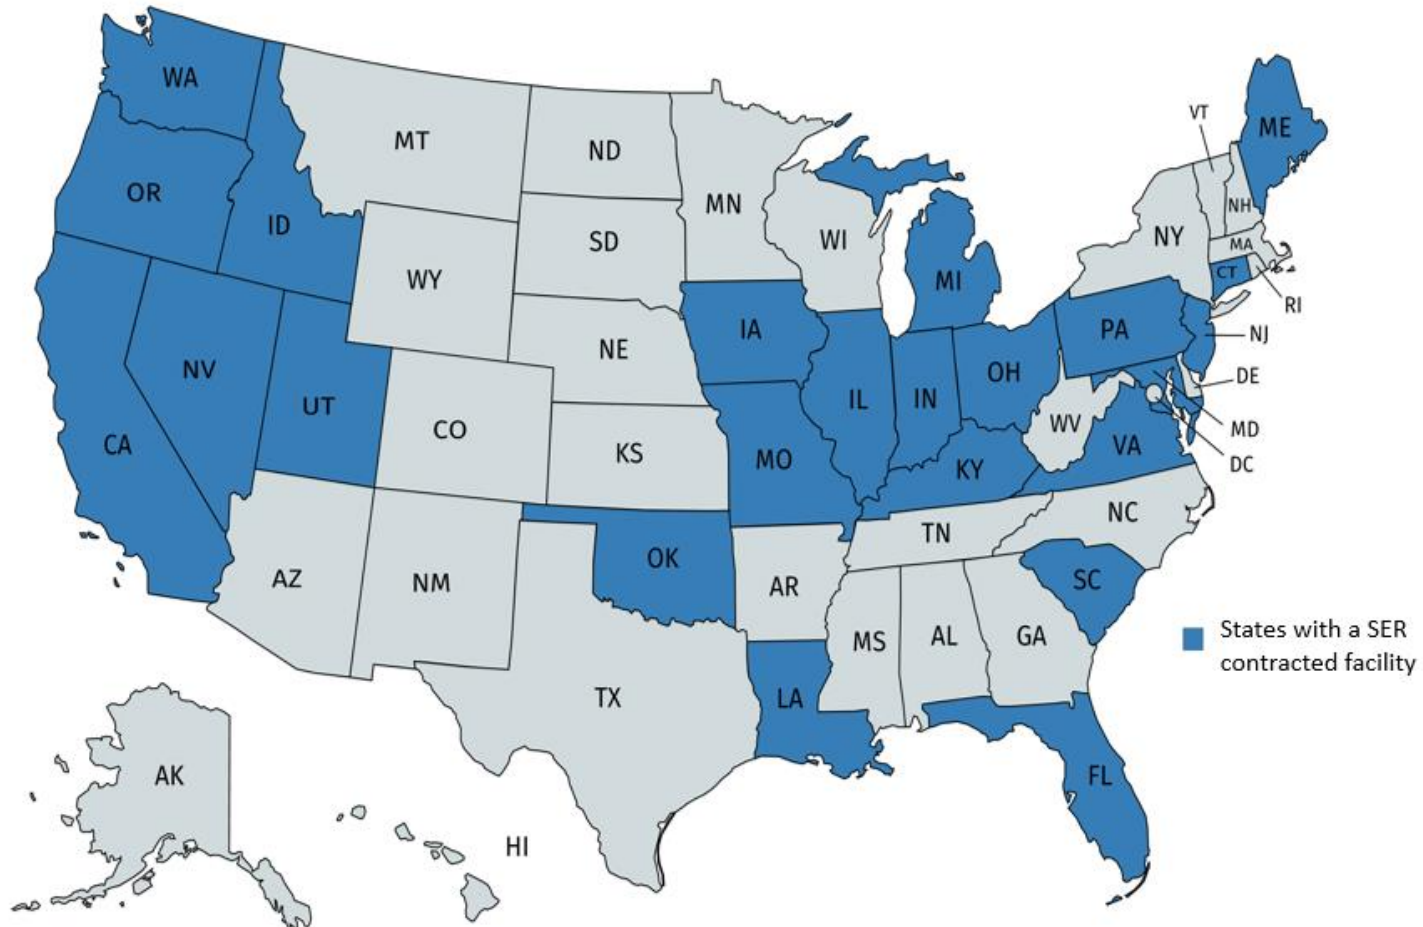 WA
MT
ND
MN
VT
ME
OR
ID
SD
WI
NY
NH
MA
CT
RI
WY
MI
IA
NE
PA
NJ
NV
UT
CO
IL
IN
OH
DE
CA
KS
MO
WV
VA
MD
DC
KY
NC
TN
OK
AZ
NM
AR
SC
MS
AL
GA
States with a SER
contracted facility
TX
LA
AK
FL
HI